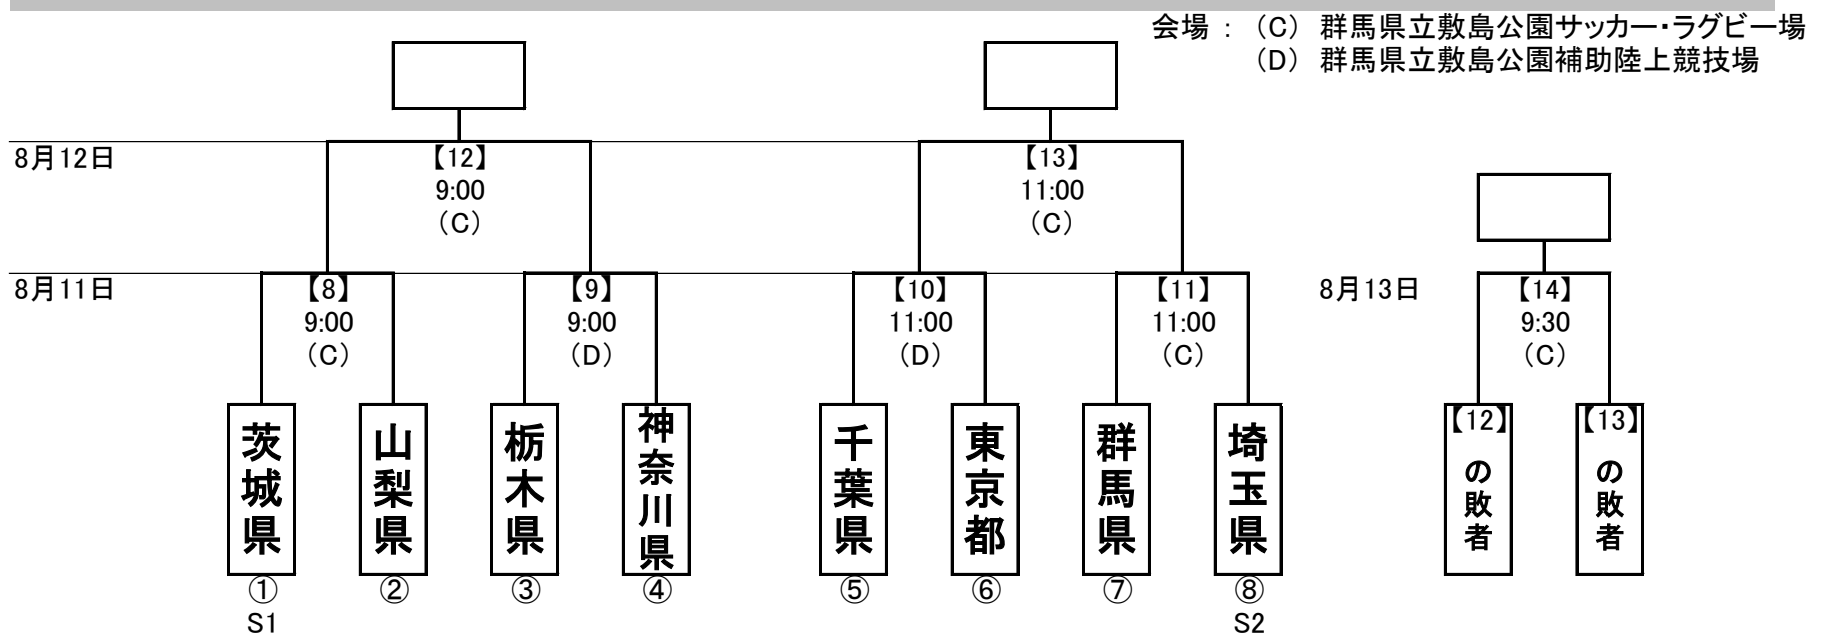 会場 : （C） 群馬県立敷島公園サッカー・ラグビー場
（D） 群馬県立敷島公園補助陸上競技場
8月12日
【12】
9:00
（C）
【13】
11:00
（C）
8月11日
【8】
9:00
（C）
【9】
9:00
（D）
【10】
11:00
（D）
【11】
11:00
（C）
8月13日
【14】
9:30
（C）
茨城県
山梨県
栃木県
神奈川県
千葉県
東京都
群馬県
埼玉県
【12】の敗者
【13】の敗者
① ② ③ ④ ⑤ ⑥ ⑦ ⑧
S1 S2